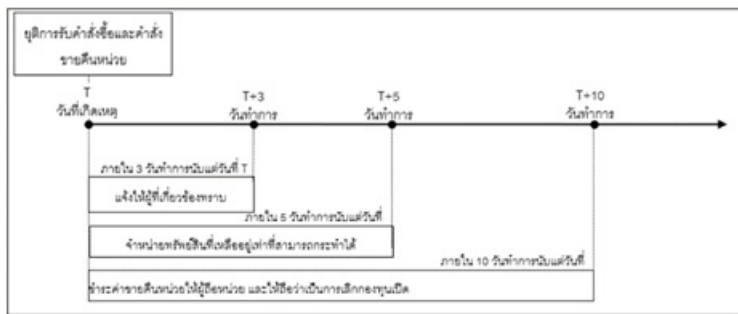 ยุติการรับคำสั่งซื้อและคำสั่ง
ขายคืนหน่วย
T
วันที่เกิดเหตุ
T+3
วันทำการ
T+5
วันทำการ
T+10
วันทำการ
ภายใน 3 วันทำการนับแต่วันที่ T
แจ้งให้ผู้ที่เกี่ยวข้องทราบ
ภายใน 5 วันทำการนับแต่วันที่
จำหน่ายทรัพย์สินที่เหลืออยู่เท่าที่สามารถกระทำได้
ภายใน 10 วันทำการนับแต่วันที่
ชำระค่าขายคืนหน่วยให้ผู้ถือหน่วย และให้ถือว่าเป็นการเลิกกองทุนเปิด